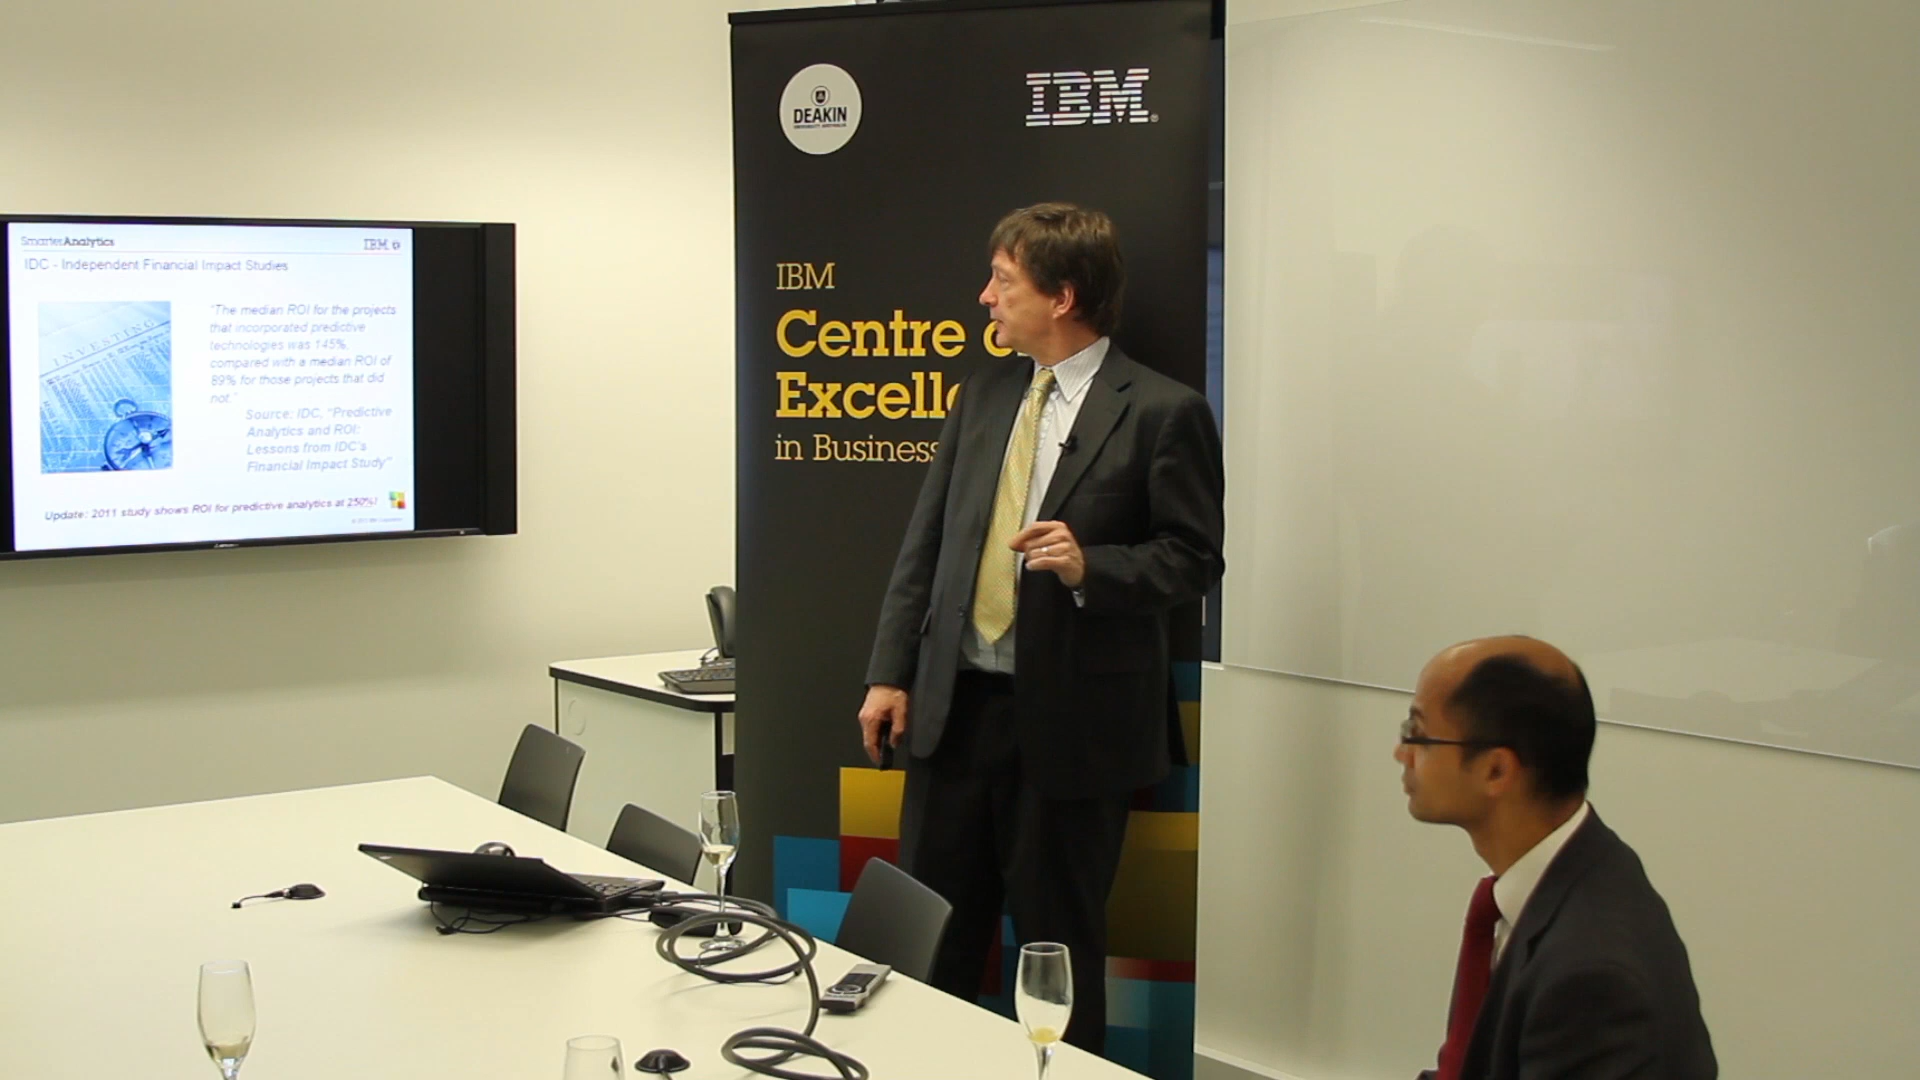 SmarterAnalytics
IBM
IDC - Independent Financial Impact Studies
INVESTING
"The median ROI for the projects
that incorporated predictive
technologies was 145%,
compared with a median ROI of
89% for those projects that did
not."
Source: IDC, "Predictive
Analytics and ROI:
Lessons from IDC's
Financial Impact Study"
Update: 2011 study shows ROI for predictive analytics at 250%!
DEAKIN
UNIVERSITY AUSTRALIA
IBM®
IBM
Centre
Excelle
in Business